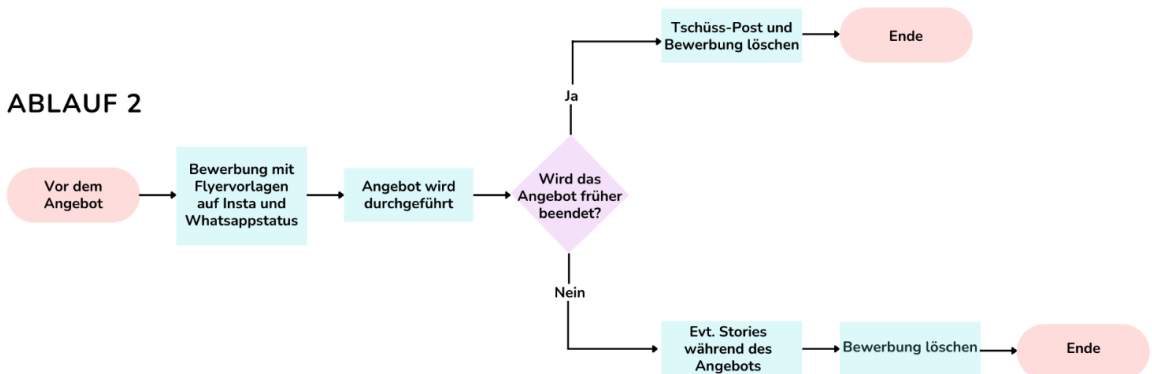 Tschüss-Post und
Bewerbung löschen
Ende
Ja
ABLAUF 2
Vor dem
Angebot
Bewerbung mit
Flyervorlagen
auf Insta und
Whatsappstatus
Angebot wird
durchgeführt
Wird das
Angebot früher
beendet?
Nein
Evt. Stories
während des
Angebots
Bewerbung löschen
Ende